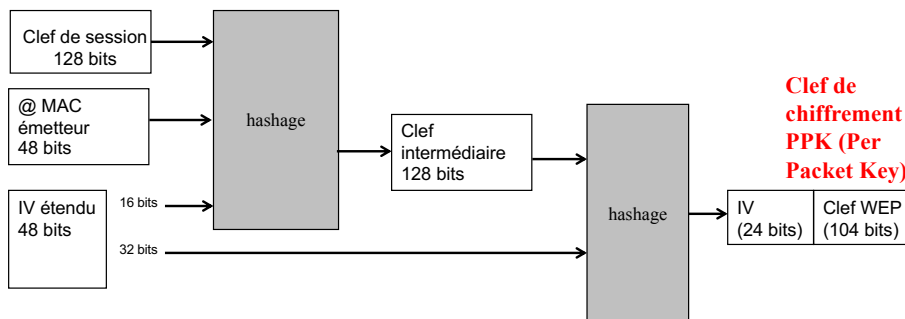 Clef de session
128 bits
@ MAC
émetteur
48 bits
IV étendu
48 bits
16 bits
32 bits
hashage
Clef
intermédiaire
128 bits
hashage
Clef de
chiffrement
PPK (Per
Packet Key)
IV
(24 bits)
Clef WEP
(104 bits)